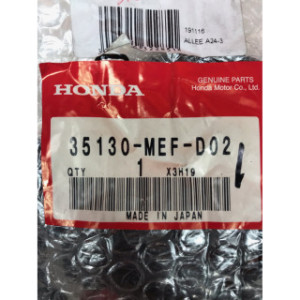 191116
ALLEE A24-3
GENUINE PARTS
Honda Motor Co., Ltd.
HONDA
35130-MEF-D02
QTY 1 X3H19
MADE IN JAPAN